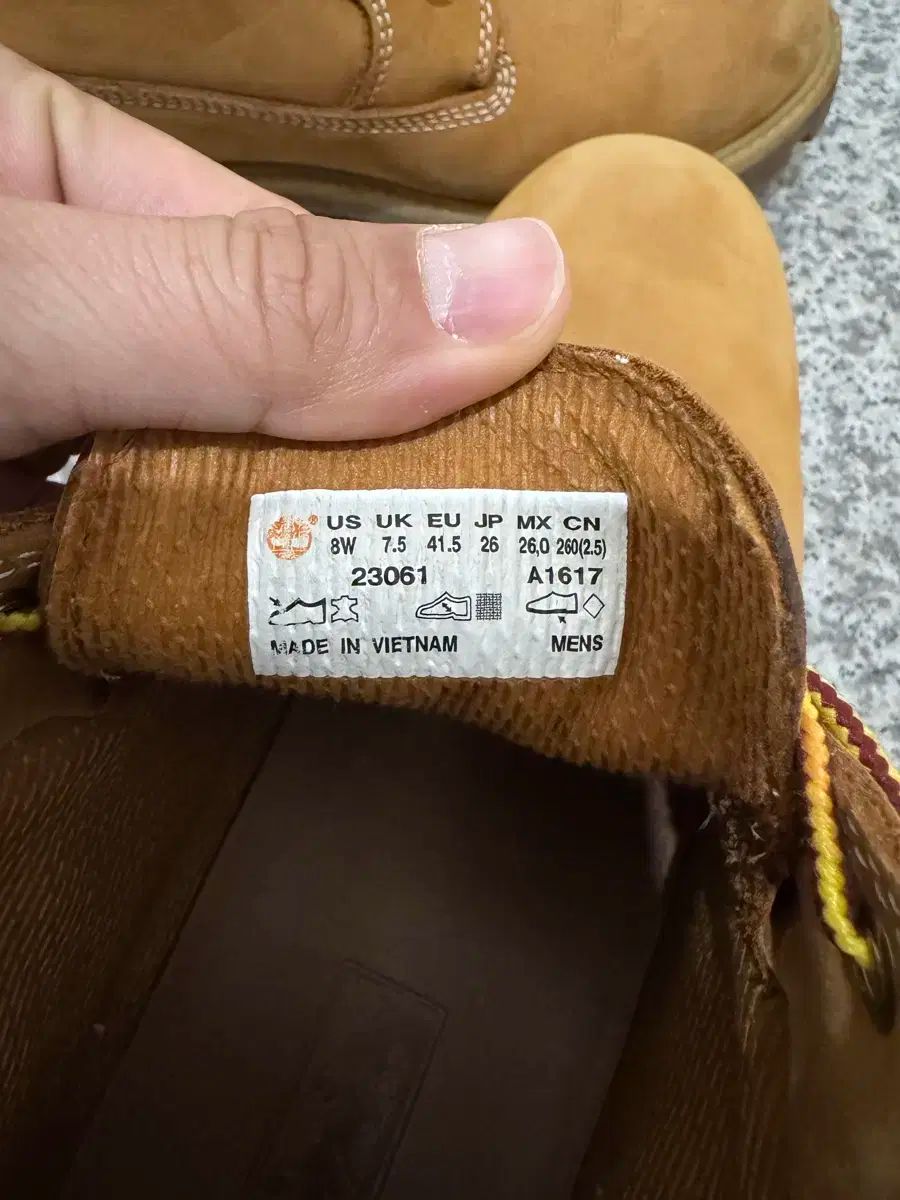 US UK EU JP MX CN
8W 7.5 41.5 26 26,0 260(2.5)
23061 A1617
MADE IN VIETNAM MENS